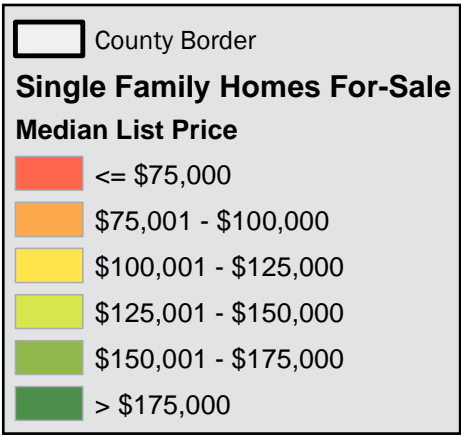 County Border
Single Family Homes For-Sale
Median List Price
<= $75,000
$75,001 - $100,000
$100,001 - $125,000
$125,001 - $150,000
$150,001 - $175,000
> $175,000